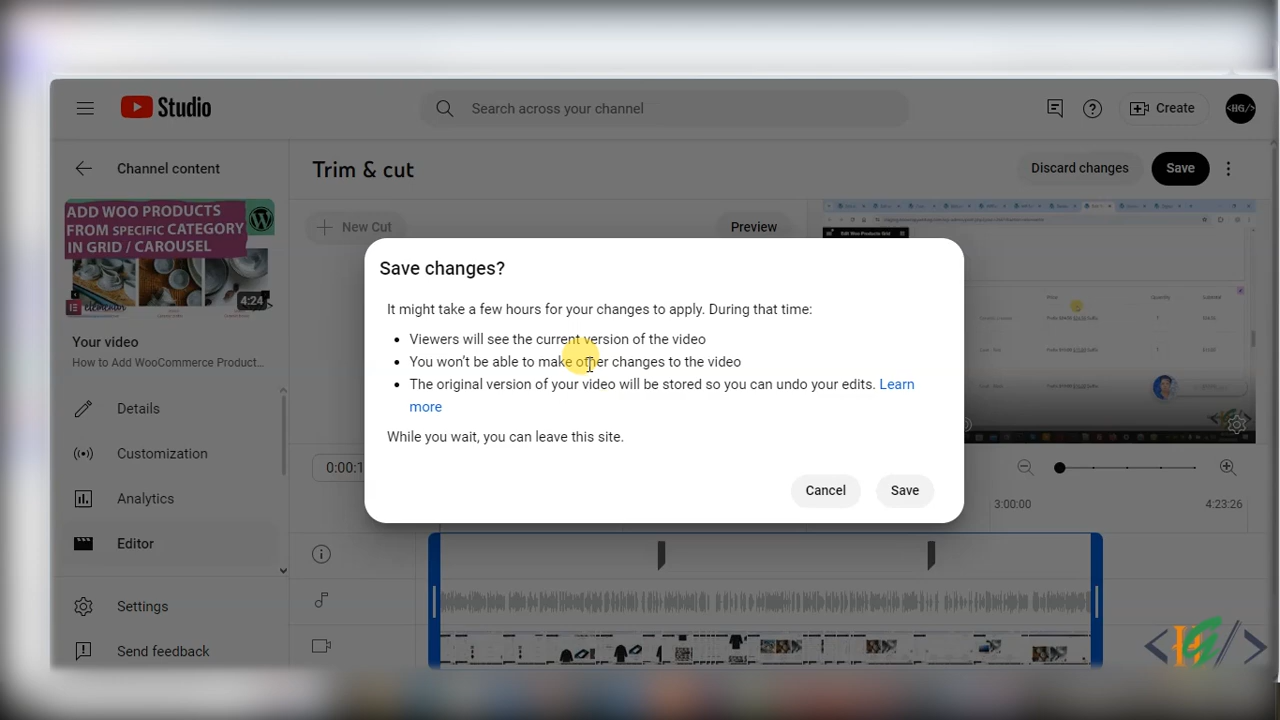 Studio
Search across your channel
Create
<HG/>
Channel content
Trim & cut
Discard changes
Save
ADD WOO PRODUCTS
FROM SPECIFIC CATEGORY
IN GRID / CAROUSEL
elementor
4:24
New Cut
Preview
Save changes?
It might take a few hours for your changes to apply. During that time:
Viewers will see the current version of the video
You won't be able to make other changes to the video
The original version of your video will be stored so you can undo your edits. Learn
more
While you wait, you can leave this site.
Cancel
Save
Your video
How to Add WooCommerce Product...
Details
Customization
Analytics
Editor
Settings
Send feedback
0:00:1
3:00:00
4:23:26